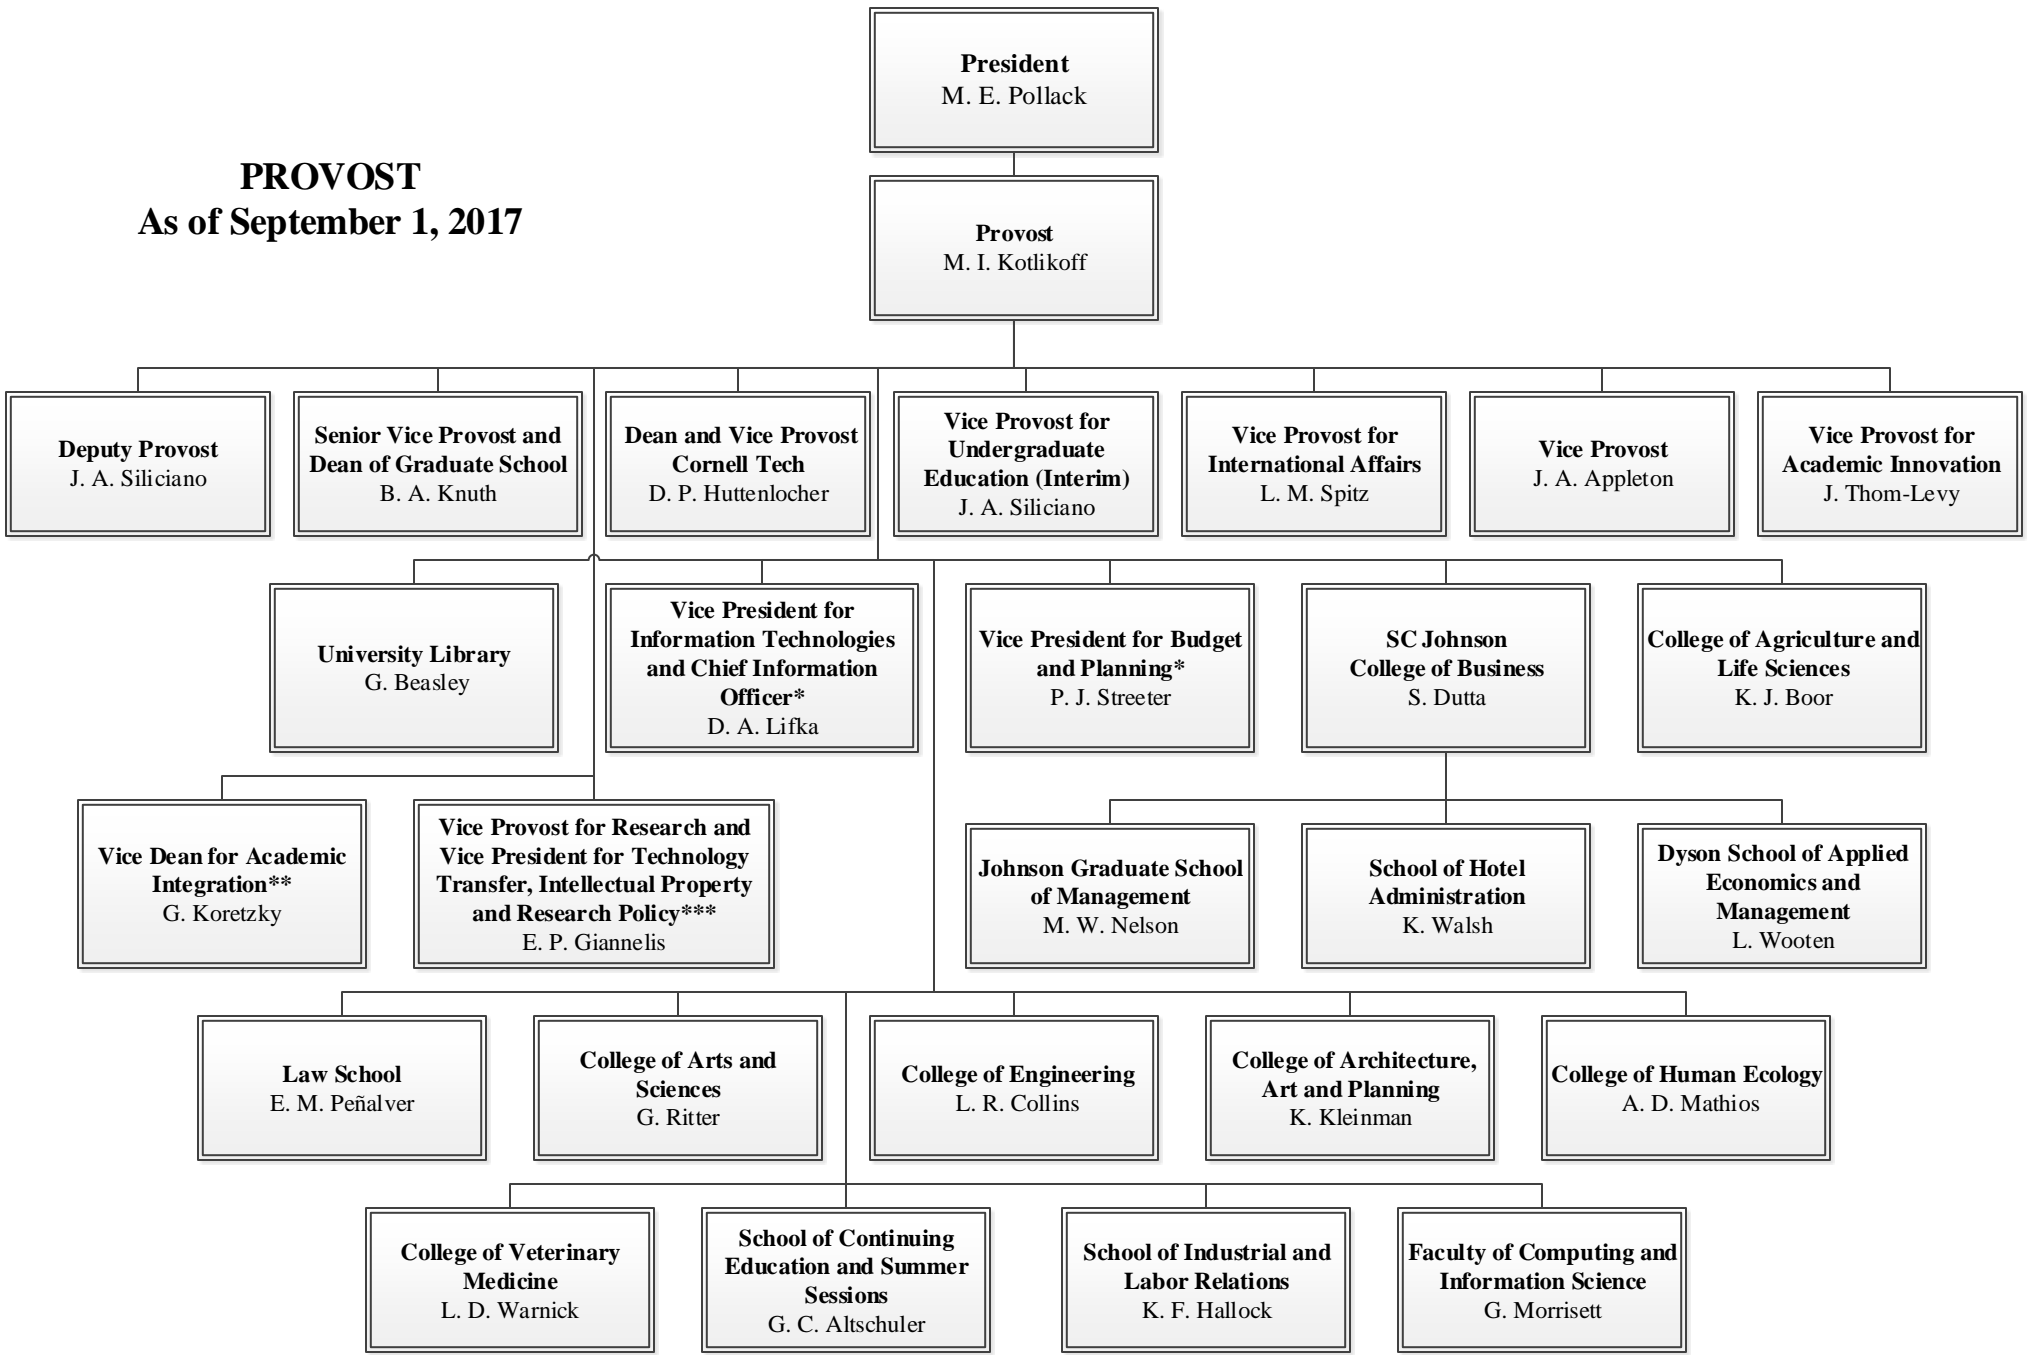 President
M. E. Pollack
PROVOST
As of September 1, 2017
Provost
M. I. Kotlikoff
Deputy Provost
J. A. Siliciano
Senior Vice Provost and
Dean of Graduate School
B. A. Knuth
Dean and Vice Provost
Cornell Tech
D. P. Huttenlocher
Vice Provost for
Undergraduate
Education (Interim)
J. A. Siliciano
Vice Provost for
International Affairs
L. M. Spitz
Vice Provost
J. A. Appleton
Vice Provost for
Academic Innovation
J. Thom-Levy
University Library
G. Beasley
Vice President for
Information Technologies
and Chief Information
Officer*
D. A. Lifka
Vice President for Budget
and Planning*
P. J. Streeter
SC Johnson
College of Business
S. Dutta
College of Agriculture and
Life Sciences
K. J. Boor
Vice Dean for Academic
Integration**
G. Koretzky
Vice Provost for Research and
Vice President for Technology
Transfer, Intellectual Property
and Research Policy***
E. P. Giannelis
Johnson Graduate School
of Management
M. W. Nelson
School of Hotel
Administration
K. Walsh
Dyson School of Applied
Economics and
Management
L. Wooten
Law School
E. M. Peñalver
College of Arts and
Sciences
G. Ritter
College of Engineering
L. R. Collins
College of Architecture,
Art and Planning
K. Kleinman
College of Human Ecology
A. D. Mathios
College of Veterinary
Medicine
L. D. Warnick
School of Continuing
Education and Summer
Sessions
G. C. Altschuler
School of Industrial and
Labor Relations
K. F. Hallock
Faculty of Computing and
Information Science
G. Morrisett